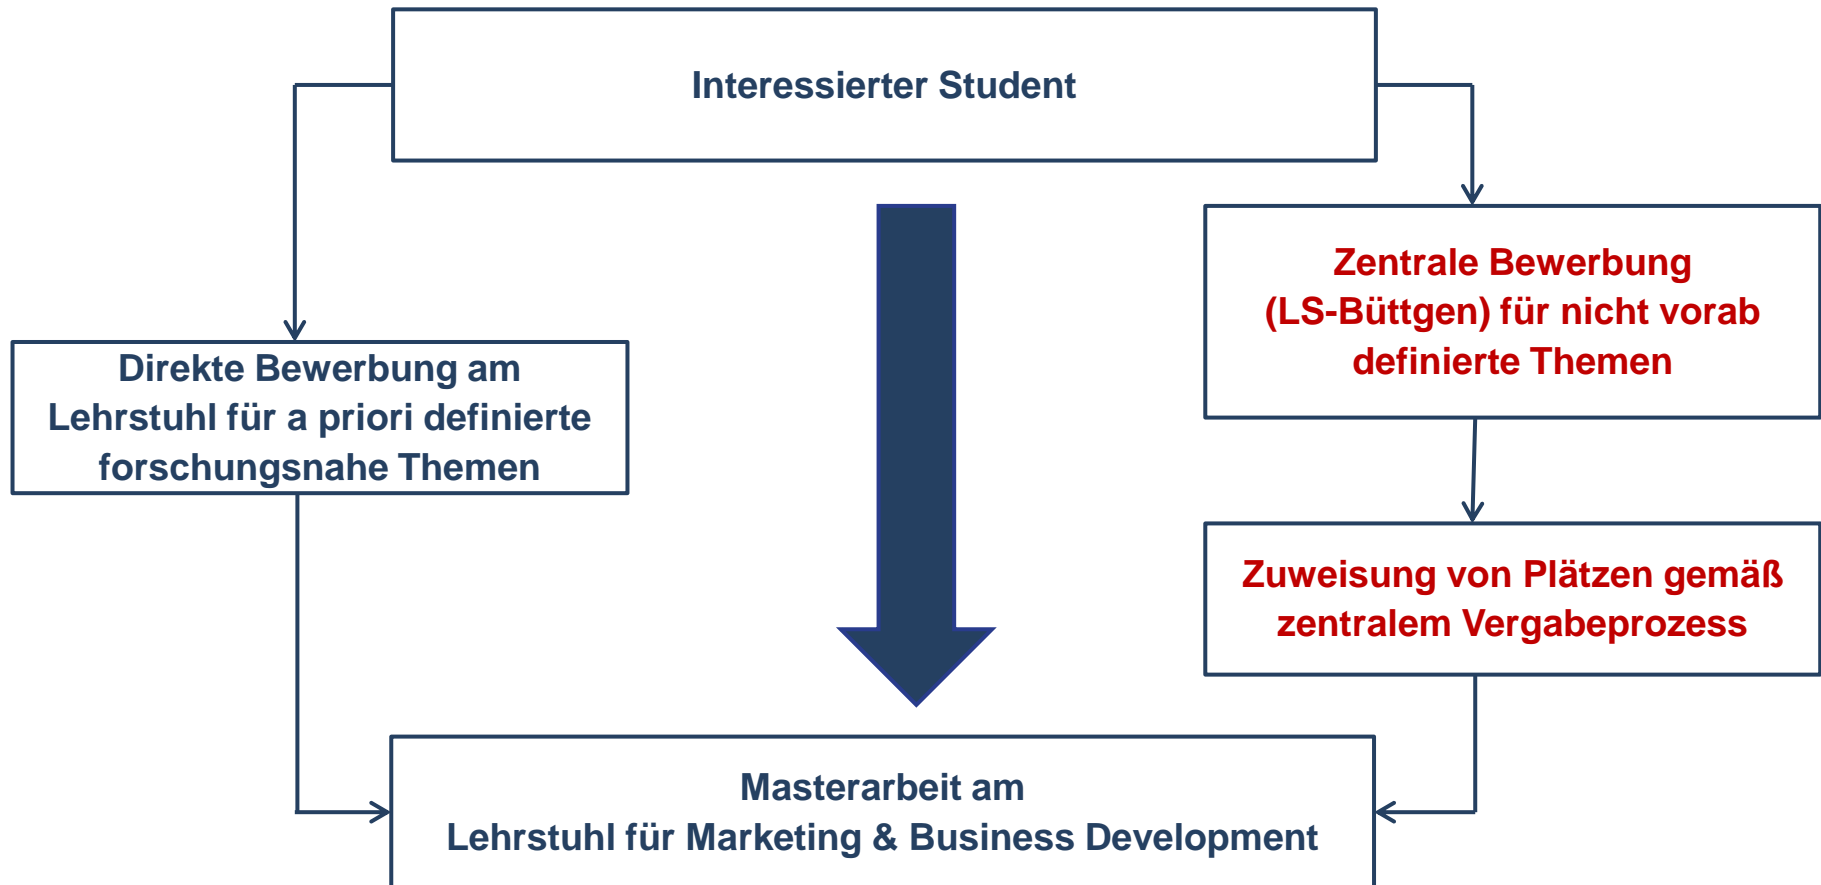 Interessierter Student
Direkte Bewerbung am
Lehrstuhl für a priori definierte
forschungsnahe Themen
Zentrale Bewerbung
(LS-Büttgen) für nicht vorab
definierte Themen
Zuweisung von Plätzen gemäß
zentralem Vergabeprozess
Masterarbeit am
Lehrstuhl für Marketing & Business Development